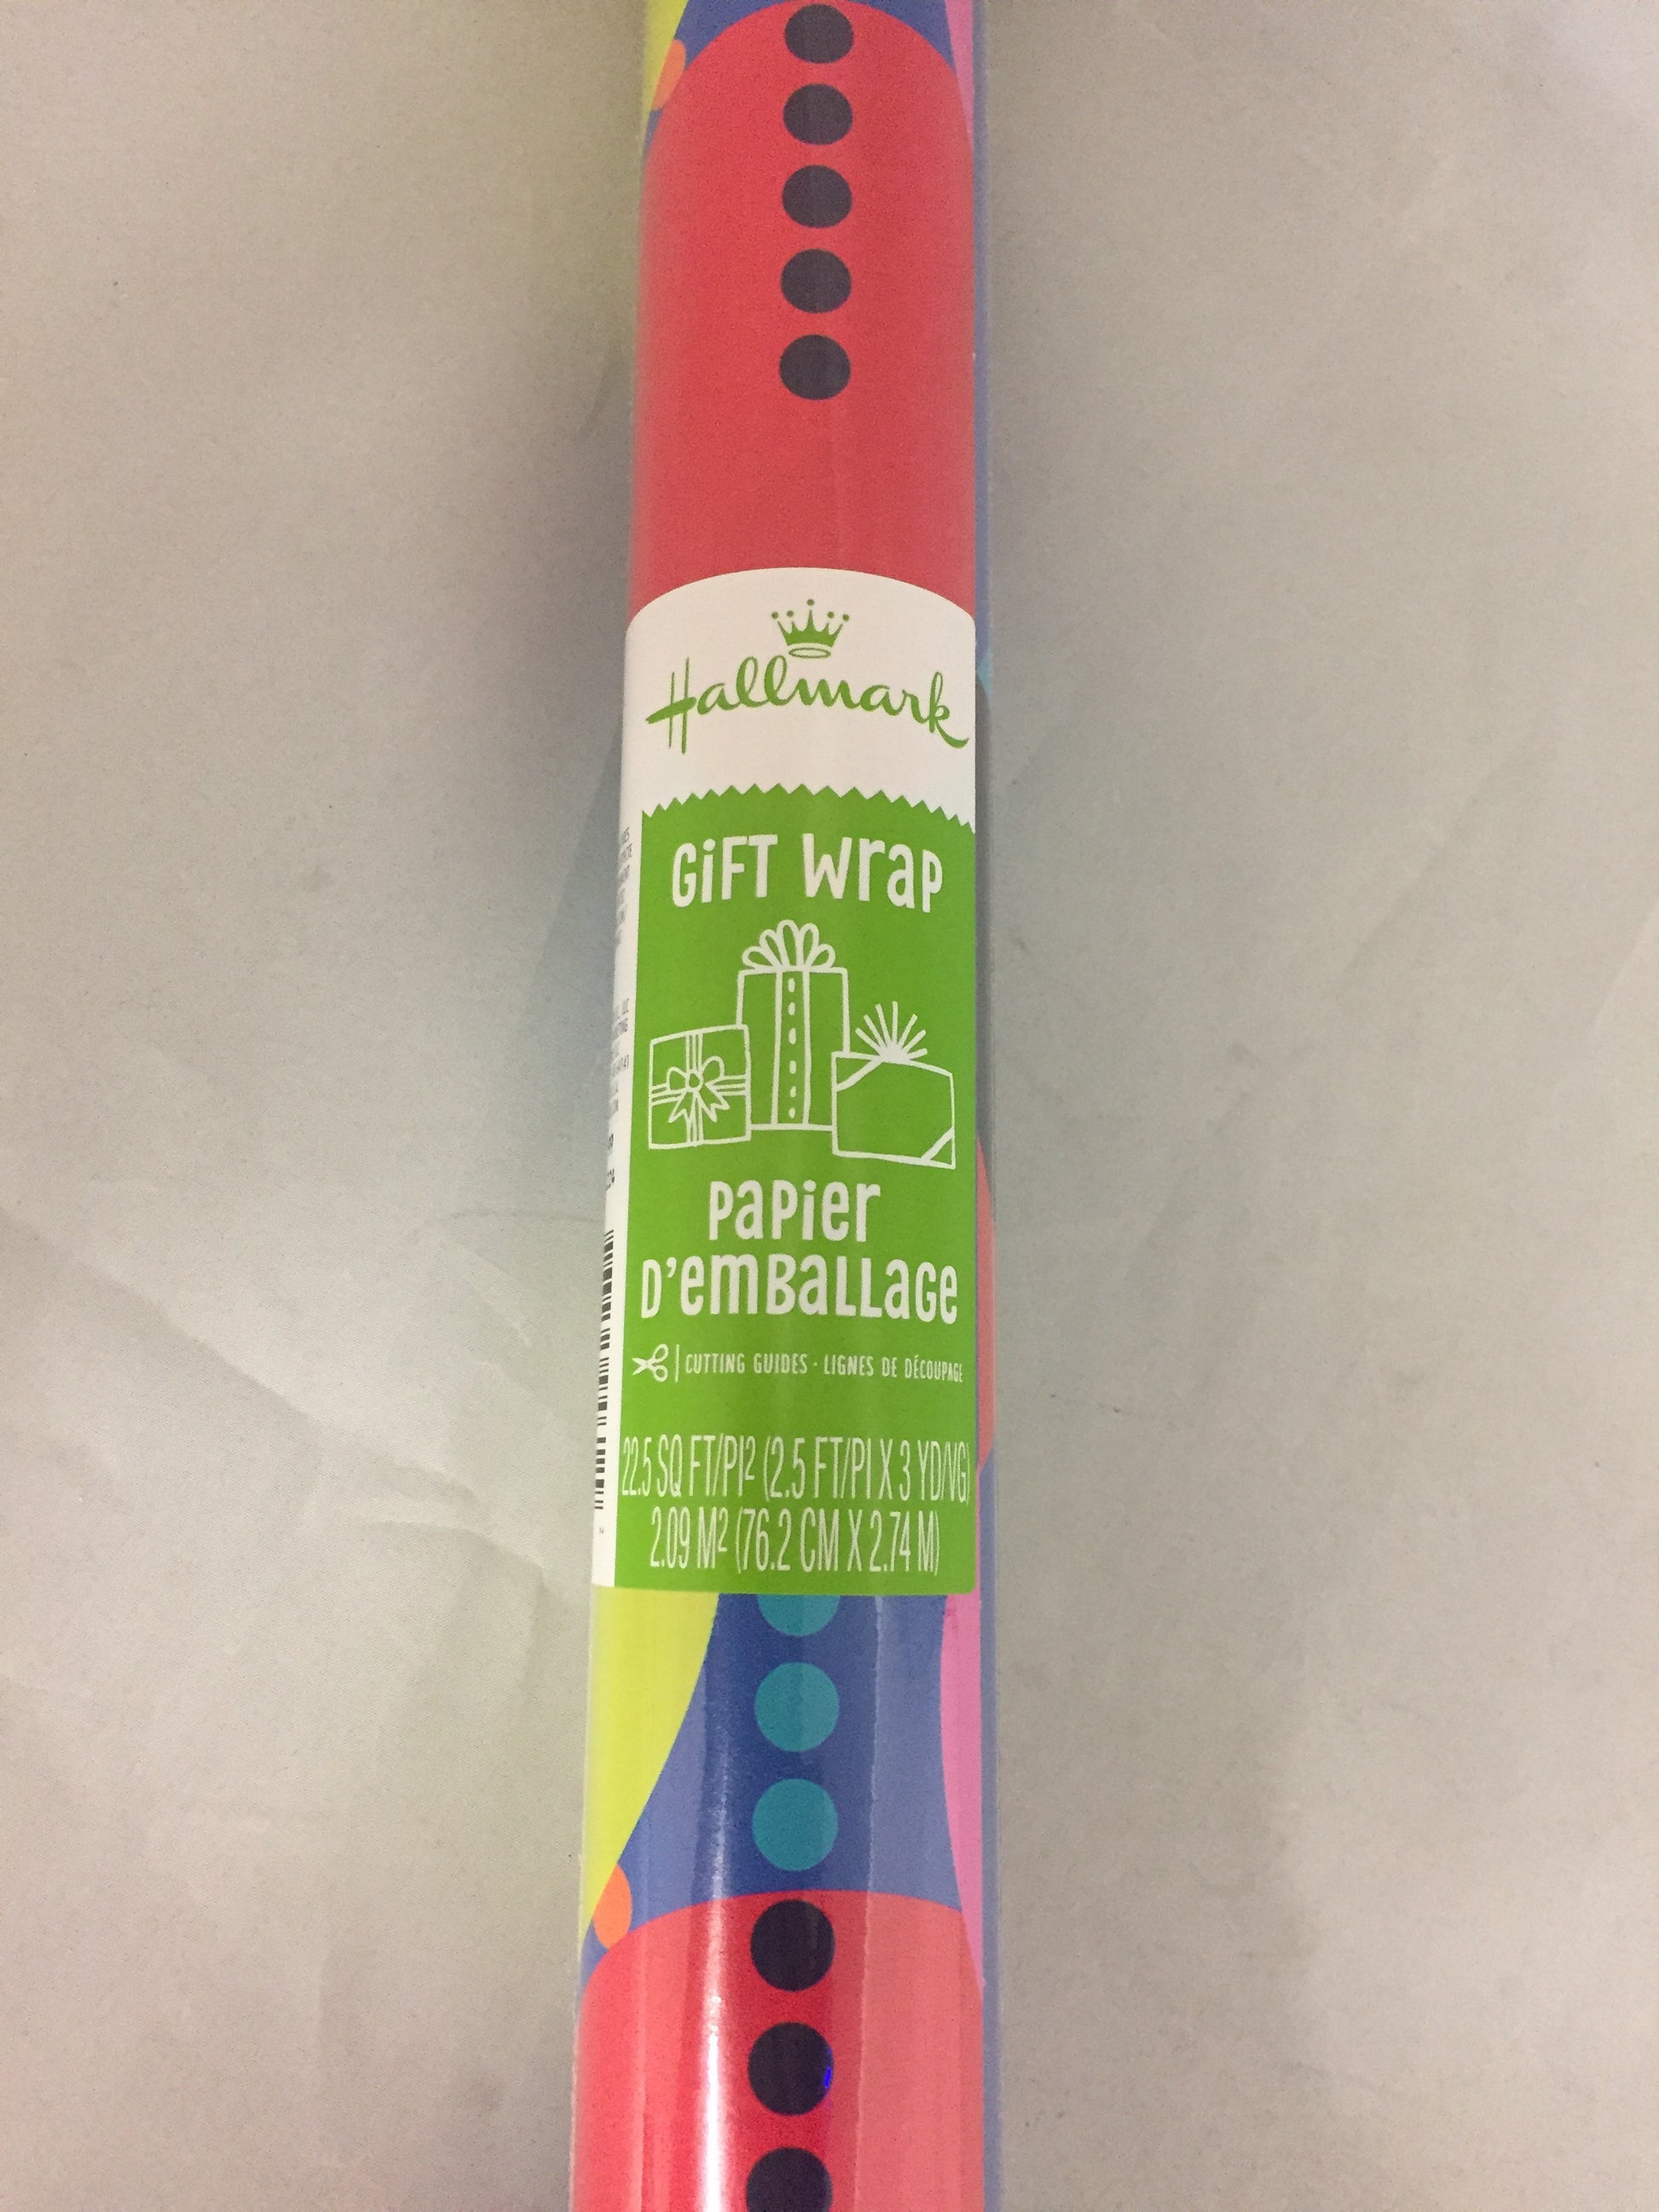 Hallmark
GiFT wraP
PaPier
D'emBaLLaGe
CUTTING GUIDES · LIGNES DE DÉCOUPAGE
22.5 SQ FT/PI² (2.5 FT/PI X 3 YD/VG)
2.09 M² (76.2 CM X 2.74 M)